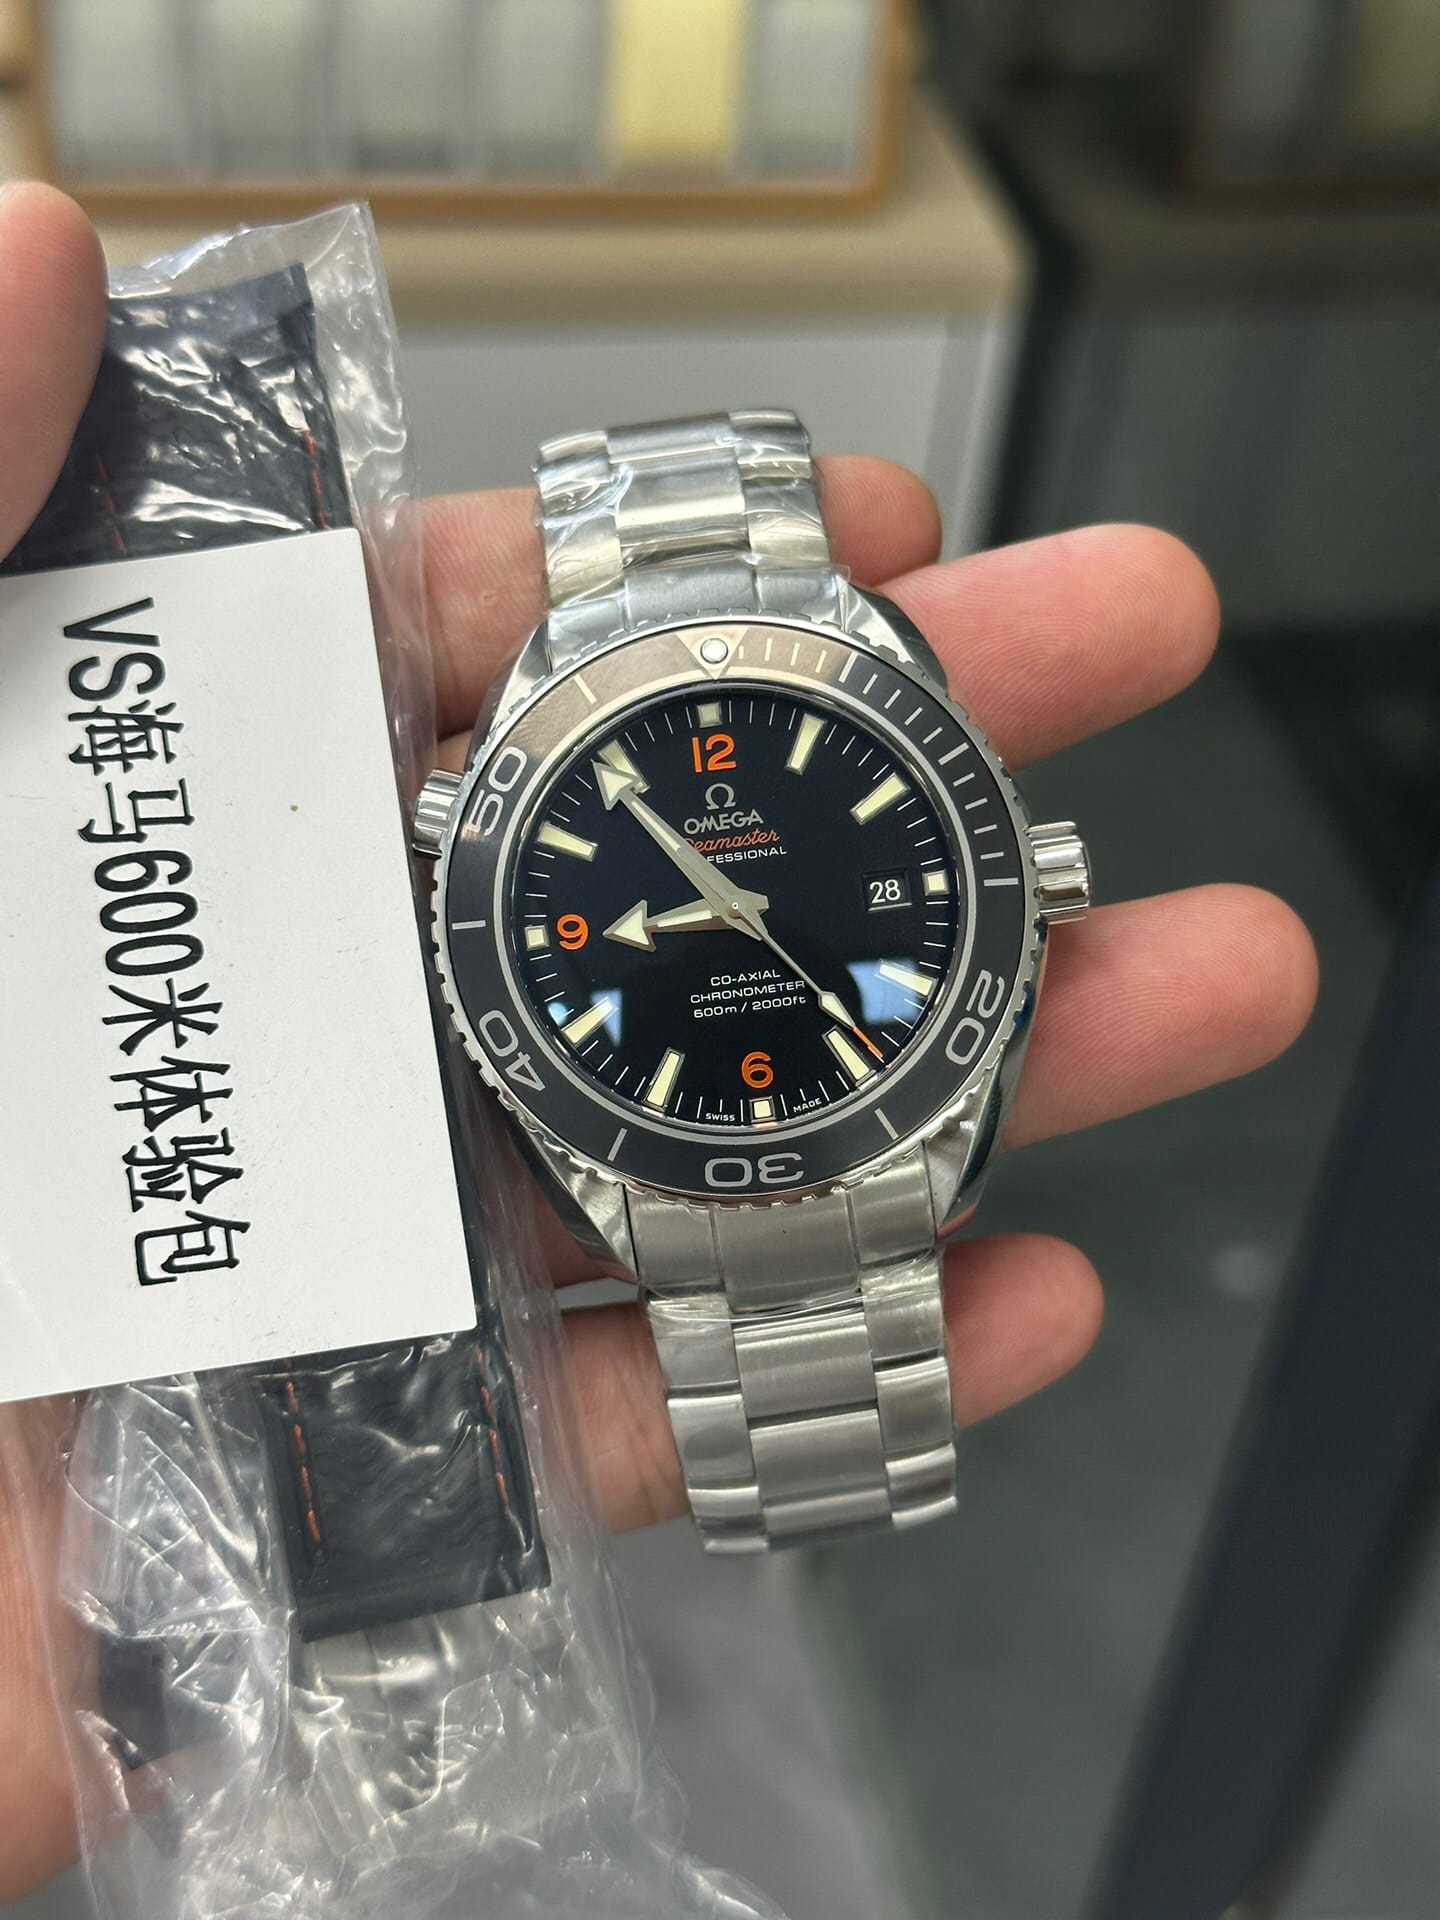 VS海马600米体验包
12
Ω
OMEGA
Seamaster
PROFESSIONAL
28
9
CO-AXIAL
CHRONOMETER
600m / 2000ft
6
SWISS MADE
50
20
40
30